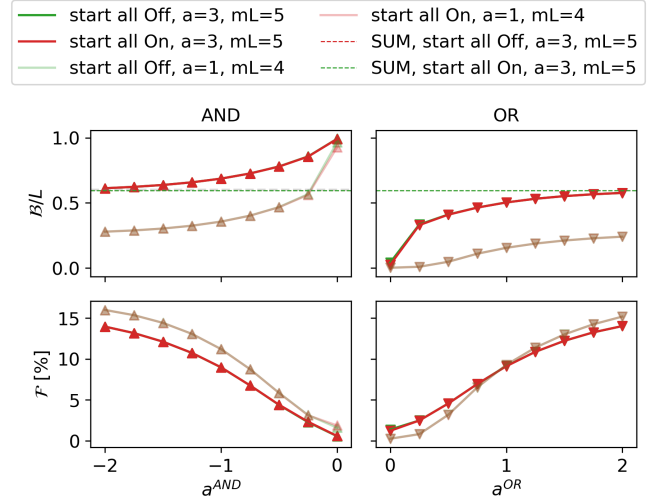 start all Off, a=3, mL=5
start all On, a=3, mL=5
start all Off, a=1, mL=4
start all On, a=1, mL=4
SUM, start all Off, a=3, mL=5
SUM, start all On, a=3, mL=5
AND
OR
1.0
0.5
0.0
ℬ/L
15
10
5
0
ℱ [%]
−2
−1
0
0
1
2
a^{AND}
a^{OR}